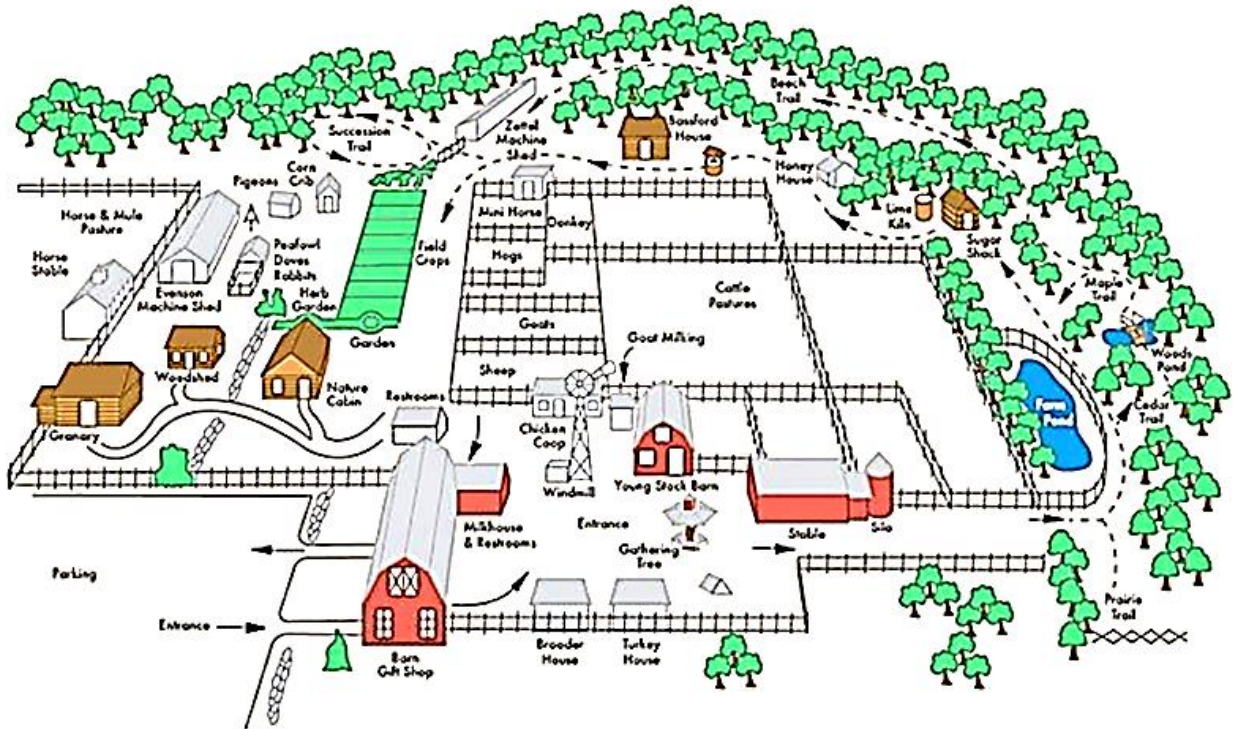 Beech
Trail
Succession
Trail
Zettel
Machine
Shed
Bassford
House
Honey
House
Corn
Crib
Pigeons
Horse & Mule
Pasture
Mini Horse
Donkey
Lime
Kiln
Sugar
Shack
Horse
Stable
Peafowl
Doves
Rabbits
Field
Crops
Hogs
Evenson
Machine Shed
Herb
Garden
Cattle
Pastures
Maple
Trail
Goats
Garden
Goat Milking
Woods
Pond
Sheep
Woodshed
Nature
Cabin
Restrooms
Farm
Pond
Cedar
Trail
Granary
Chicken
Coop
Windmill
Young Stock Barn
Milkhouse
& Restrooms
Entrance
Stable
Silo
Gathering
Tree
Parking
Prairie
Trail
Entrance
Barn
Gift Shop
Brooder
House
Turkey
House